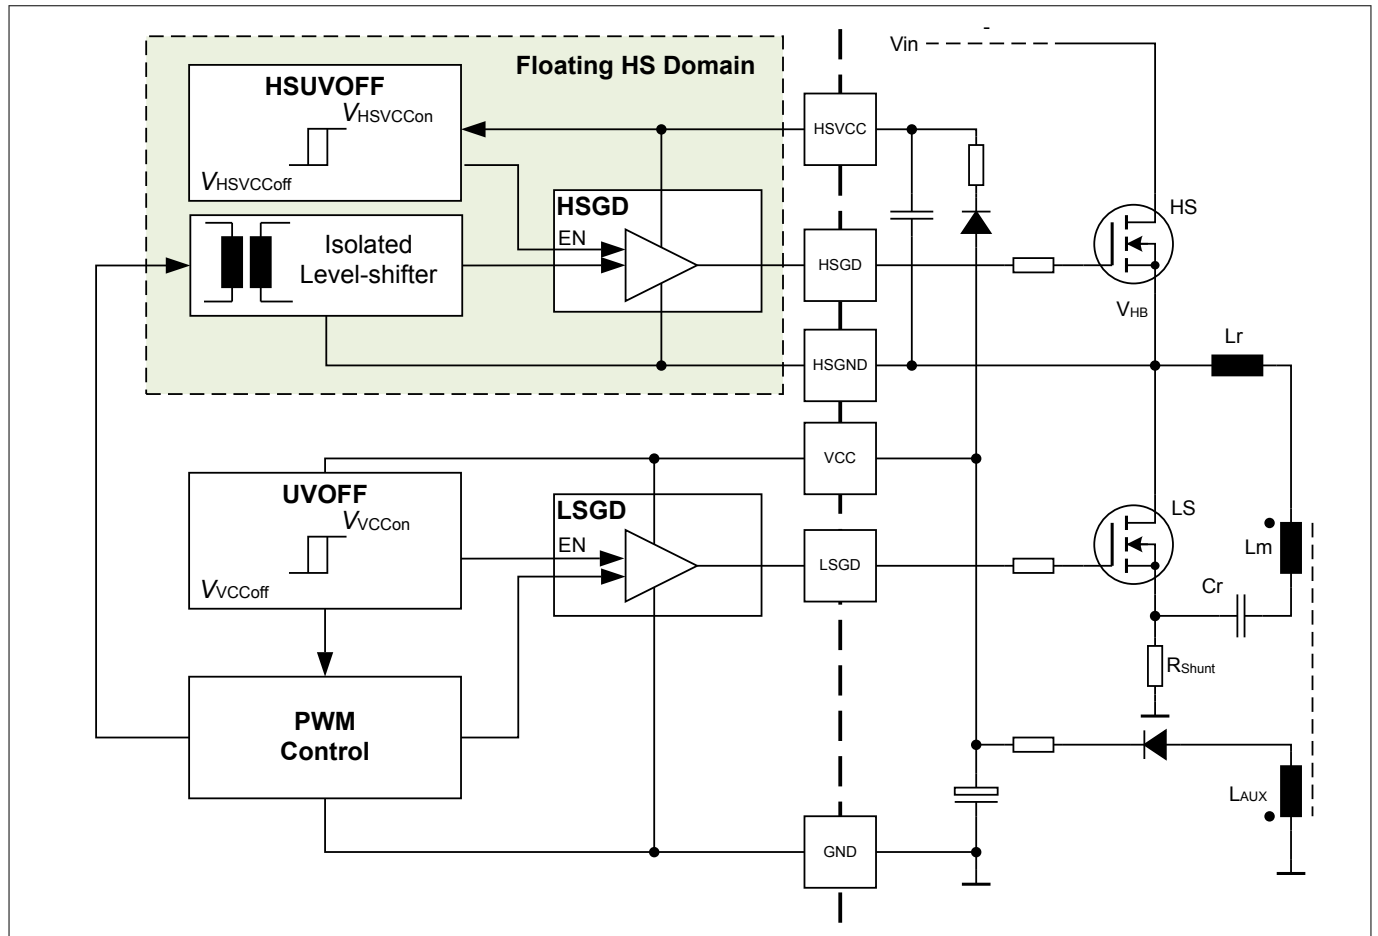 Vin
Floating HS Domain
HSUVOFF
VHSVCCon
VHSVCCoff
HSVCC
HSGD
EN
HS
Isolated
Level-shifter
HSGD
VHB
Lr
HSGND
VCC
UVOFF
VVCCon
VVCCoff
LSGD
EN
LS
LSGD
Lm
Cr
RShunt
PWM
Control
LAUX
GND